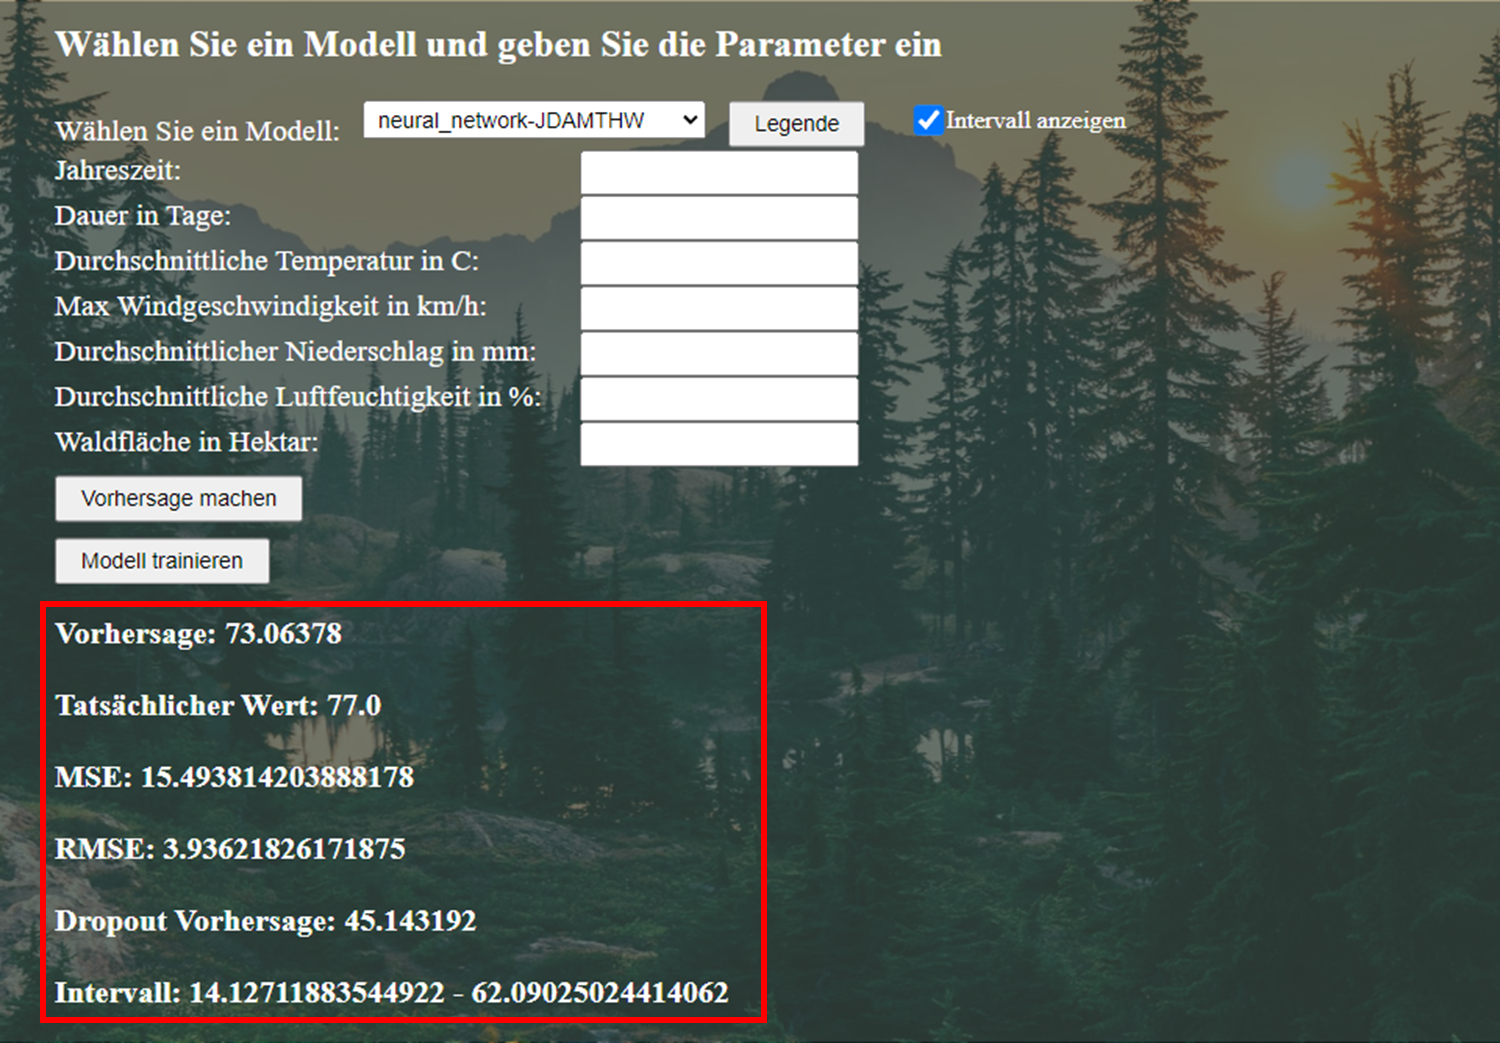 Wählen Sie ein Modell und geben Sie die Parameter ein
Wählen Sie ein Modell: neural_network-JDAMTHW Legende Intervall anzeigen
Jahreszeit:
Dauer in Tage:
Durchschnittliche Temperatur in C:
Max Windgeschwindigkeit in km/h:
Durchschnittlicher Niederschlag in mm:
Durchschnittliche Luftfeuchtigkeit in %:
Waldfläche in Hektar:
Vorhersage machen
Modell trainieren
Vorhersage: 73.06378
Tatsächlicher Wert: 77.0
MSE: 15.493814203888178
RMSE: 3.93621826171875
Dropout Vorhersage: 45.143192
Intervall: 14.12711883544922 - 62.09025024414062